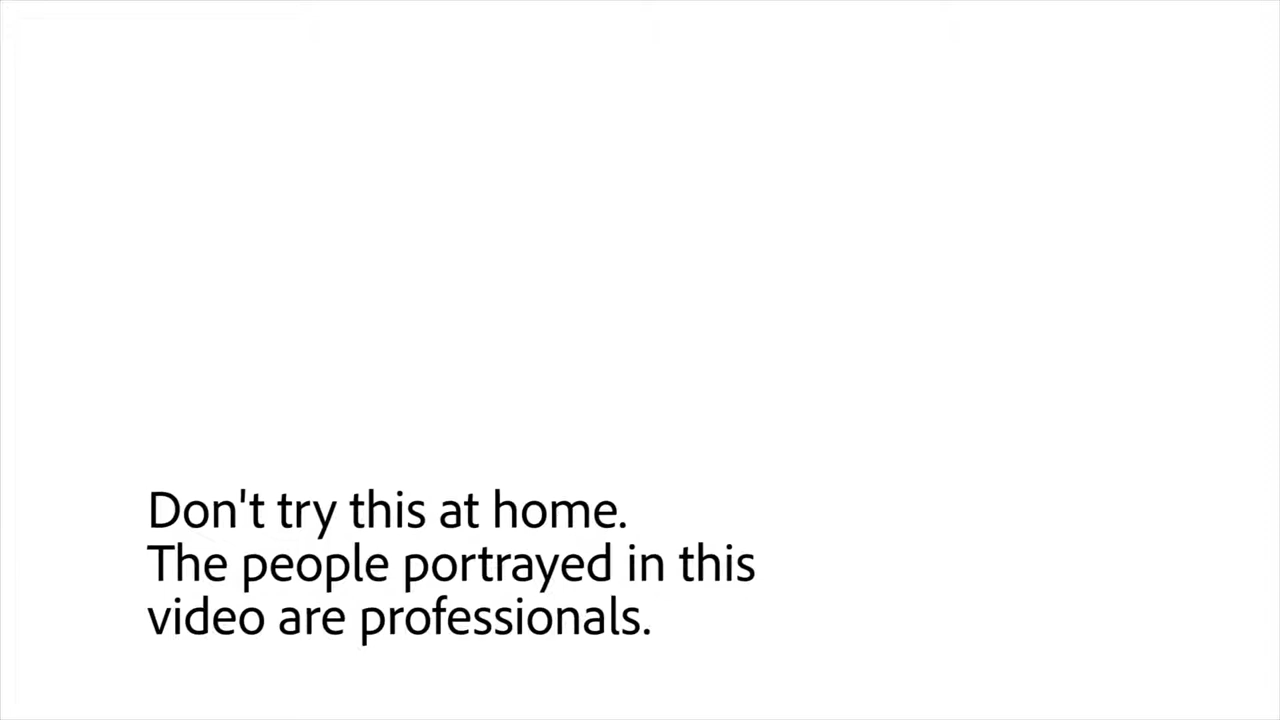 Don't try this at home.
The people portrayed in this
video are professionals.